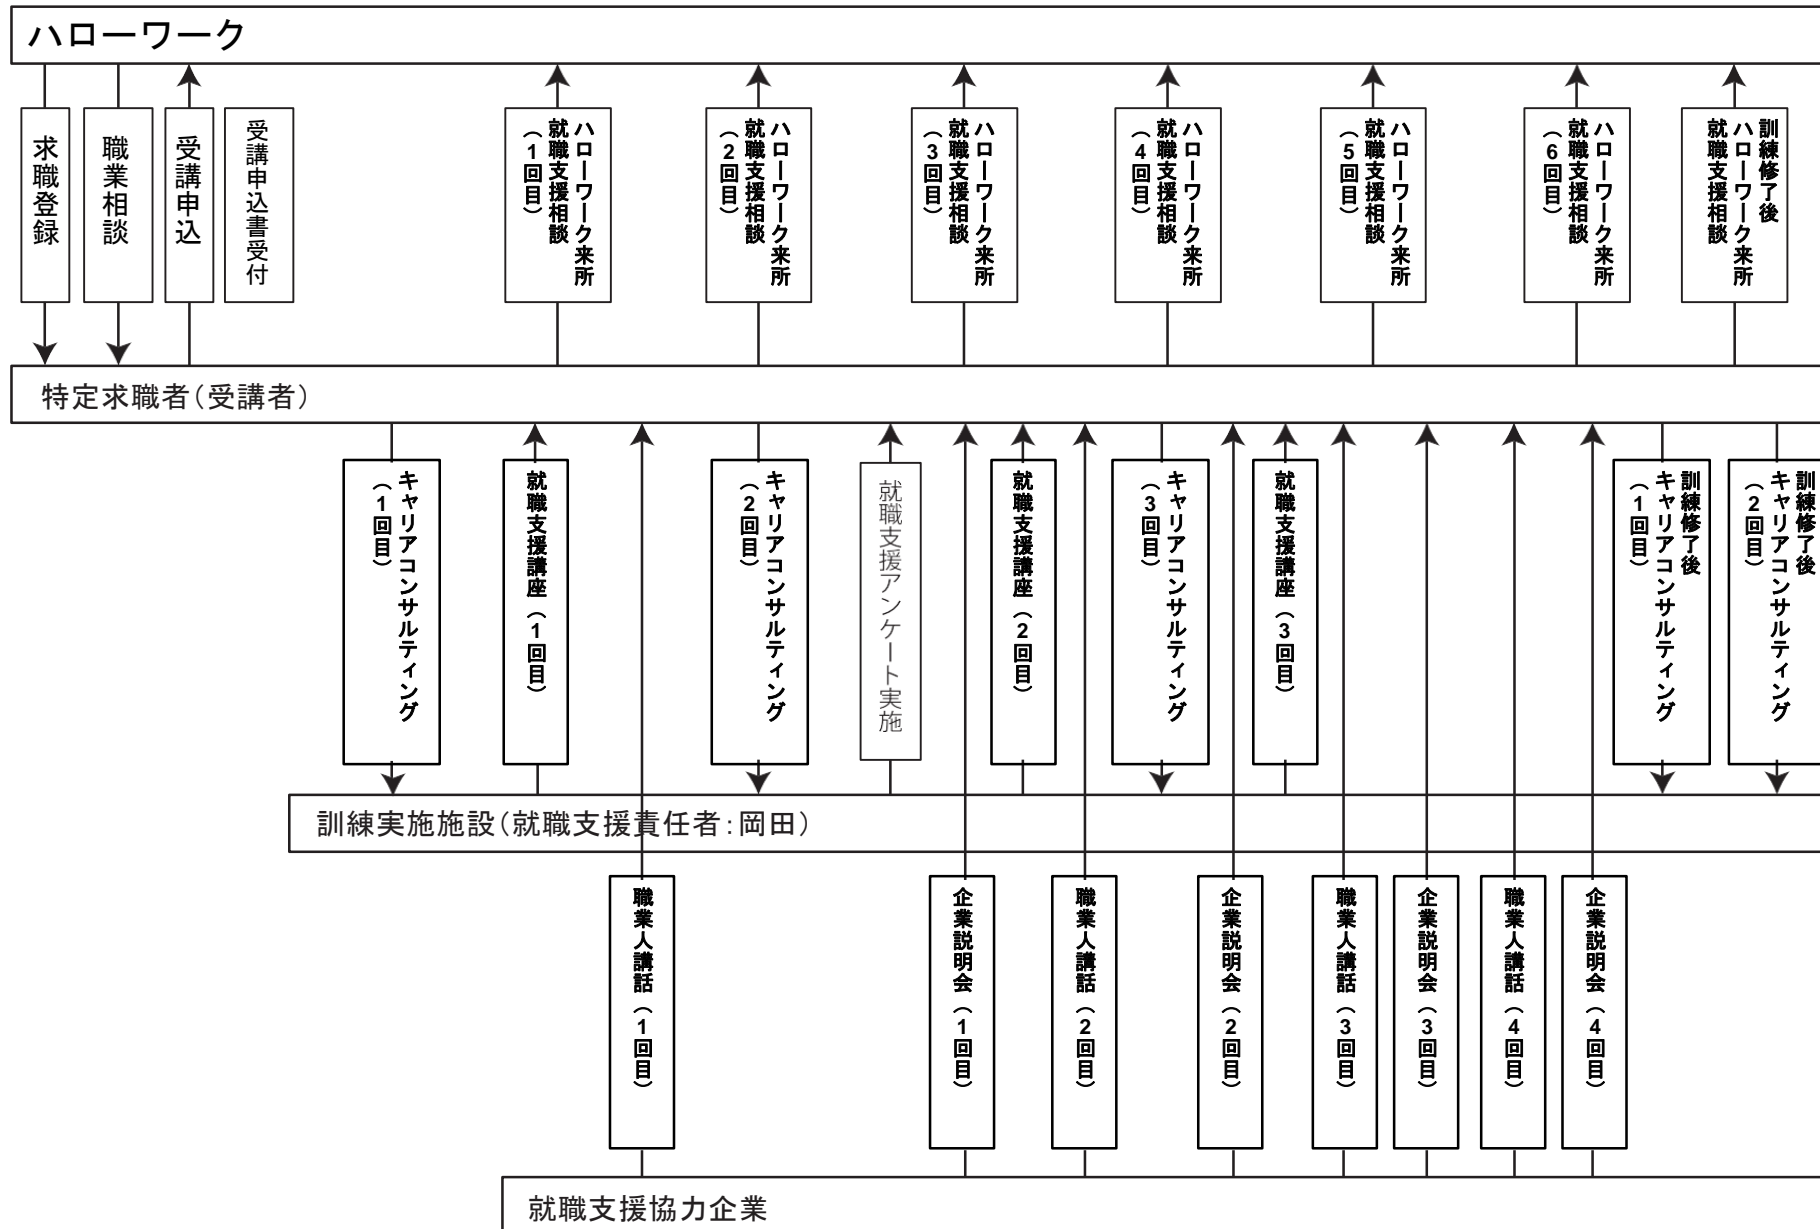 ハローワーク
求職登録
職業相談
受講申込
受講申込書受付
ハローワーク来所
就職支援相談
（1回目）
ハローワーク来所
就職支援相談
（2回目）
ハローワーク来所
就職支援相談
（3回目）
ハローワーク来所
就職支援相談
（4回目）
ハローワーク来所
就職支援相談
（5回目）
ハローワーク来所
就職支援相談
（6回目）
訓練修了後
ハローワーク来所
就職支援相談
特定求職者（受講者）
キャリアコンサルティング
（1回目）
就職支援講座（1回目）
キャリアコンサルティング
（2回目）
就職支援アンケート実施
就職支援講座（2回目）
キャリアコンサルティング
（3回目）
就職支援講座（3回目）
訓練修了後
キャリアコンサルティング
（1回目）
訓練修了後
キャリアコンサルティング
（2回目）
訓練実施施設（就職支援責任者：岡田）
職業人講話（1回目）
企業説明会（1回目）
職業人講話（2回目）
企業説明会（2回目）
職業人講話（3回目）
企業説明会（3回目）
職業人講話（4回目）
企業説明会（4回目）
就職支援協力企業